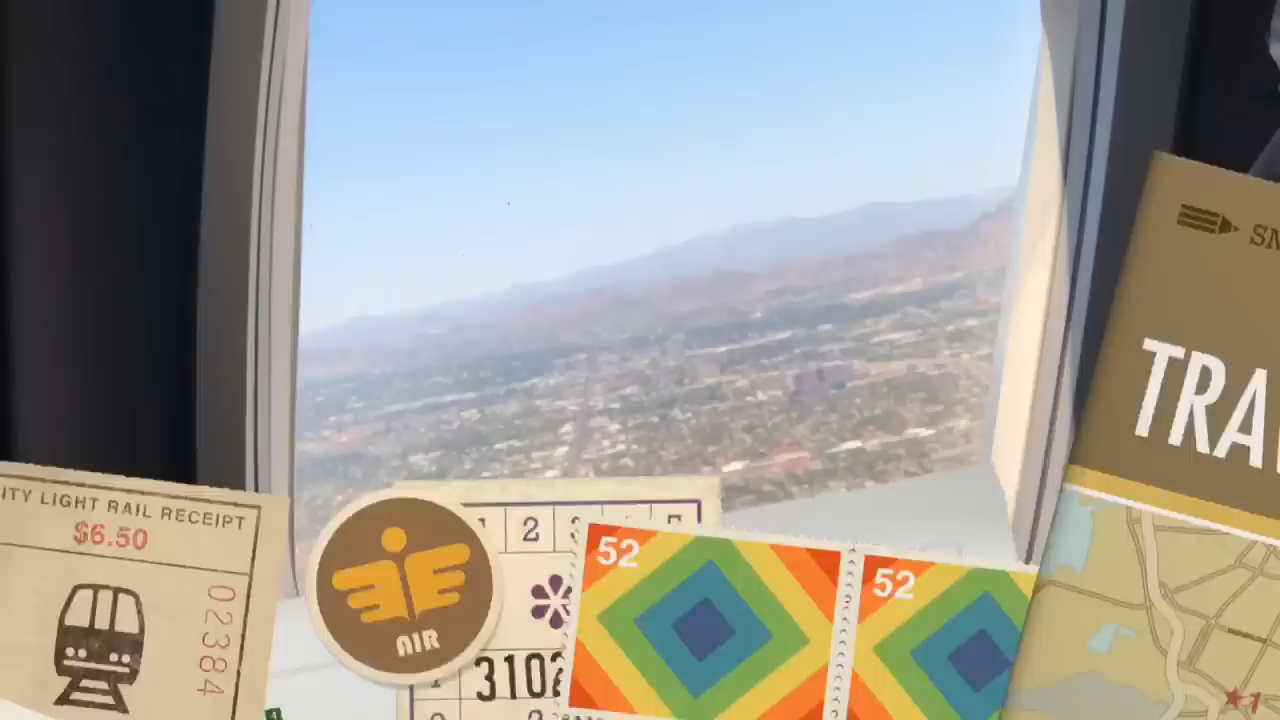 ITY LIGHT RAIL RECEIPT
$6.50
02384
AIR
2
3102
52
52
TRA
1